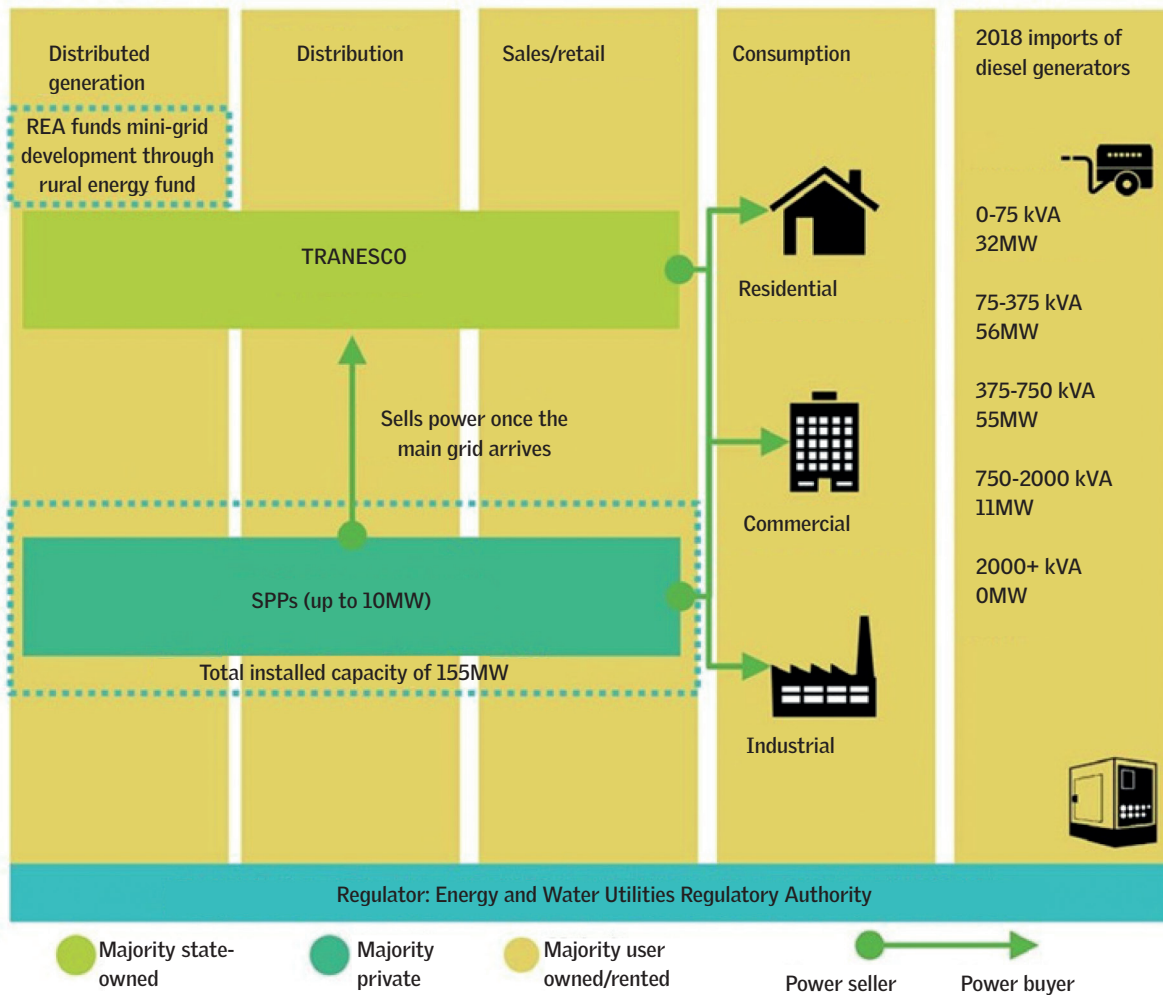 Distributed
generation
Distribution
Sales/retail
Consumption
2018 imports of
diesel generators
REA funds mini-grid
development through
rural energy fund
TRANESCO
Residential
0-75 kVA
32MW
75-375 kVA
56MW
375-750 kVA
55MW
750-2000 kVA
11MW
2000+ kVA
0MW
Sells power once the
main grid arrives
Commercial
SPPs (up to 10MW)
Total installed capacity of 155MW
Industrial
Regulator: Energy and Water Utilities Regulatory Authority
Majority state-
owned
Majority
private
Majority user
owned/rented
Power seller
Power buyer